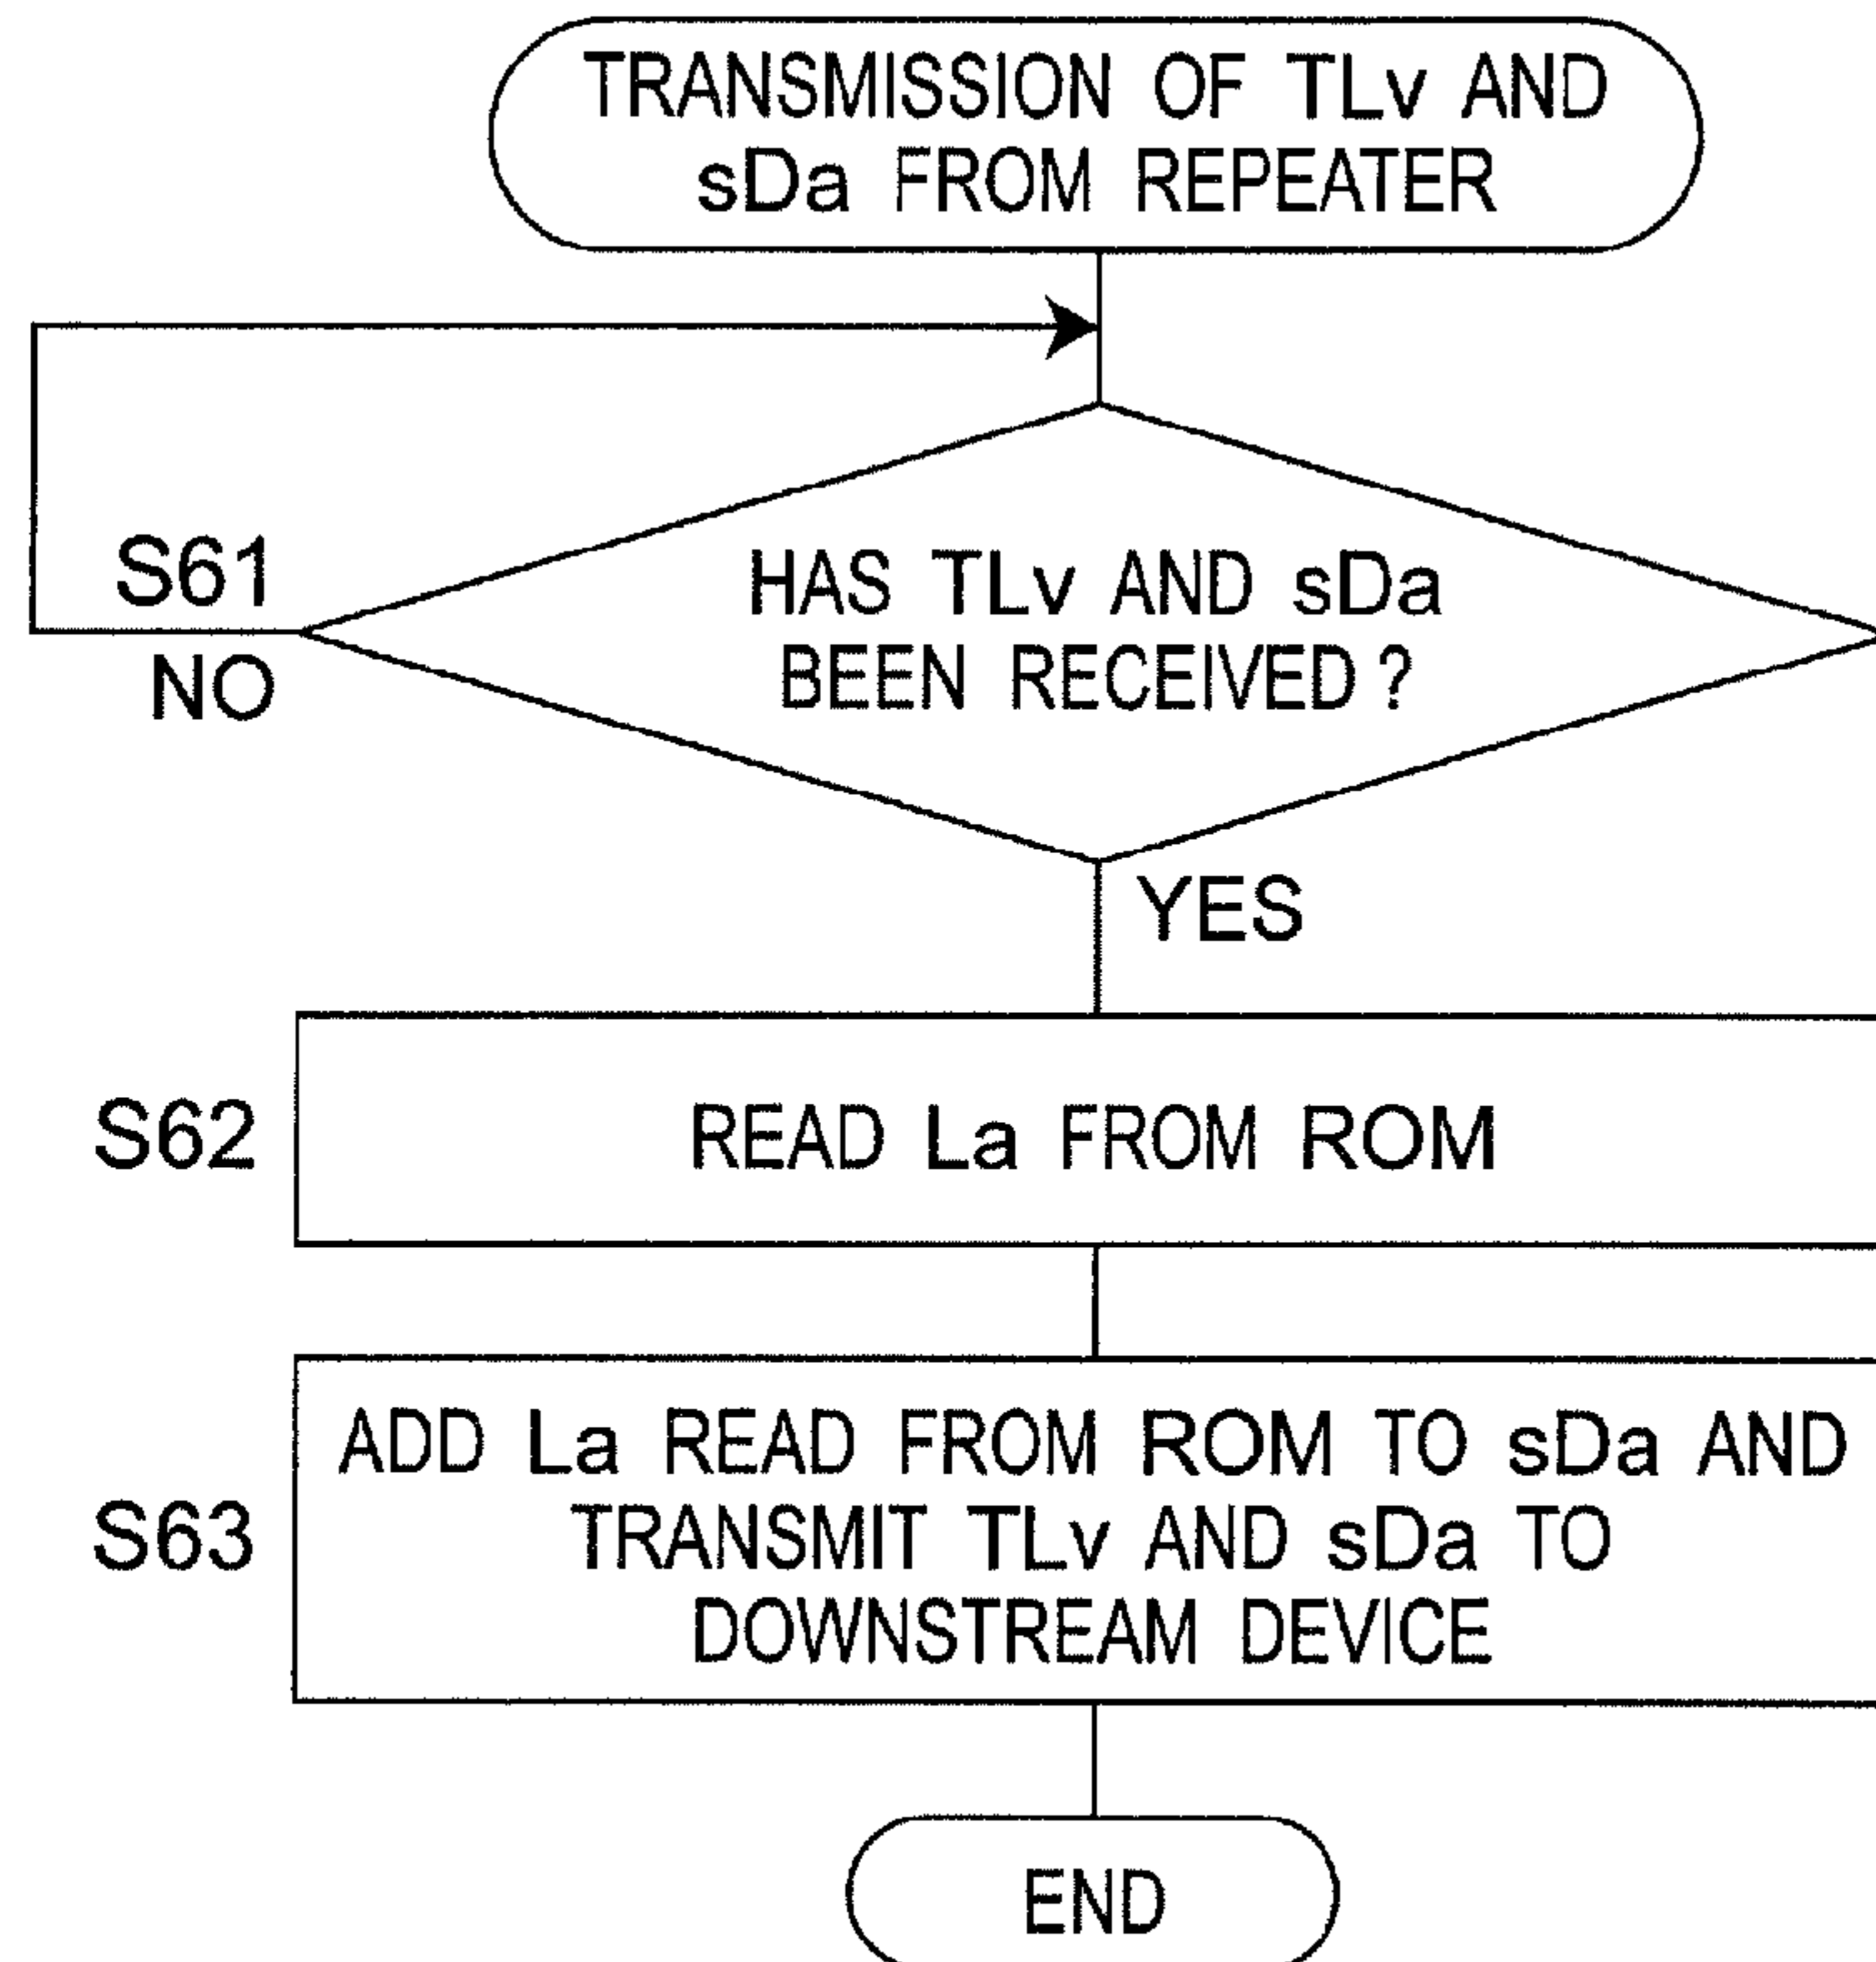 TRANSMISSION OF TLv AND
sDa FROM REPEATER
S61
NO
HAS TLv AND sDa
BEEN RECEIVED ?
YES
S62
READ La FROM ROM
S63
ADD La READ FROM ROM TO sDa AND
TRANSMIT TLv AND sDa TO
DOWNSTREAM DEVICE
END